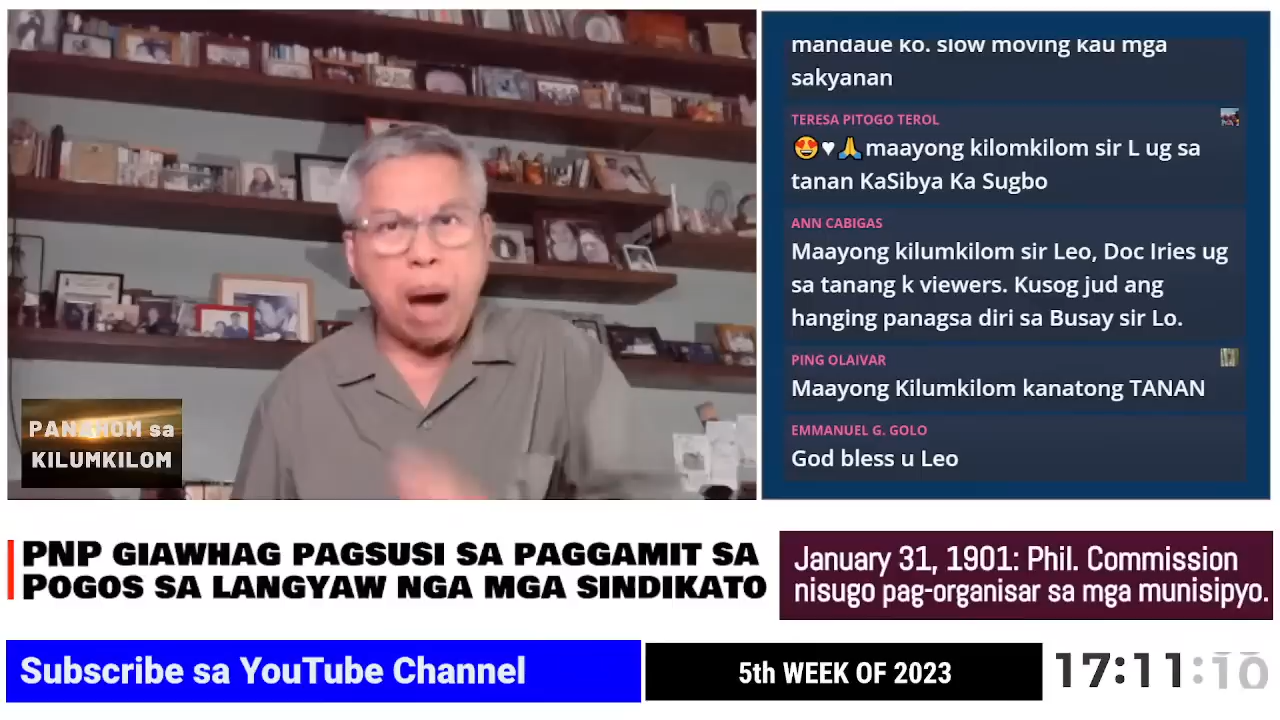 mandaue ko. slow moving kau mga
sakyanan
TERESA PITOGO TEROL
😍♥🙏maayong kilomkilom sir L ug sa
tanan KaSibya Ka Sugbo
ANN CABIGAS
Maayong kilumkilom sir Leo, Doc Iries ug
sa tanang k viewers. Kusog jud ang
hanging panagsa diri sa Busay sir Lo.
PING OLAIVAR
Maayong Kilumkilom kanatong TANAN
EMMANUEL G. GOLO
God bless u Leo
PANAHOM sa
KILUMKILOM
PNP GIAWHAG PAGSUSI SA PAGGAMIT SA
POGOS SA LANGYAW NGA MGA SINDIKATO
January 31, 1901: Phil. Commission
nisugo pag-organisar sa mga munisipyo.
Subscribe sa YouTube Channel
5th WEEK OF 2023
17:11:10